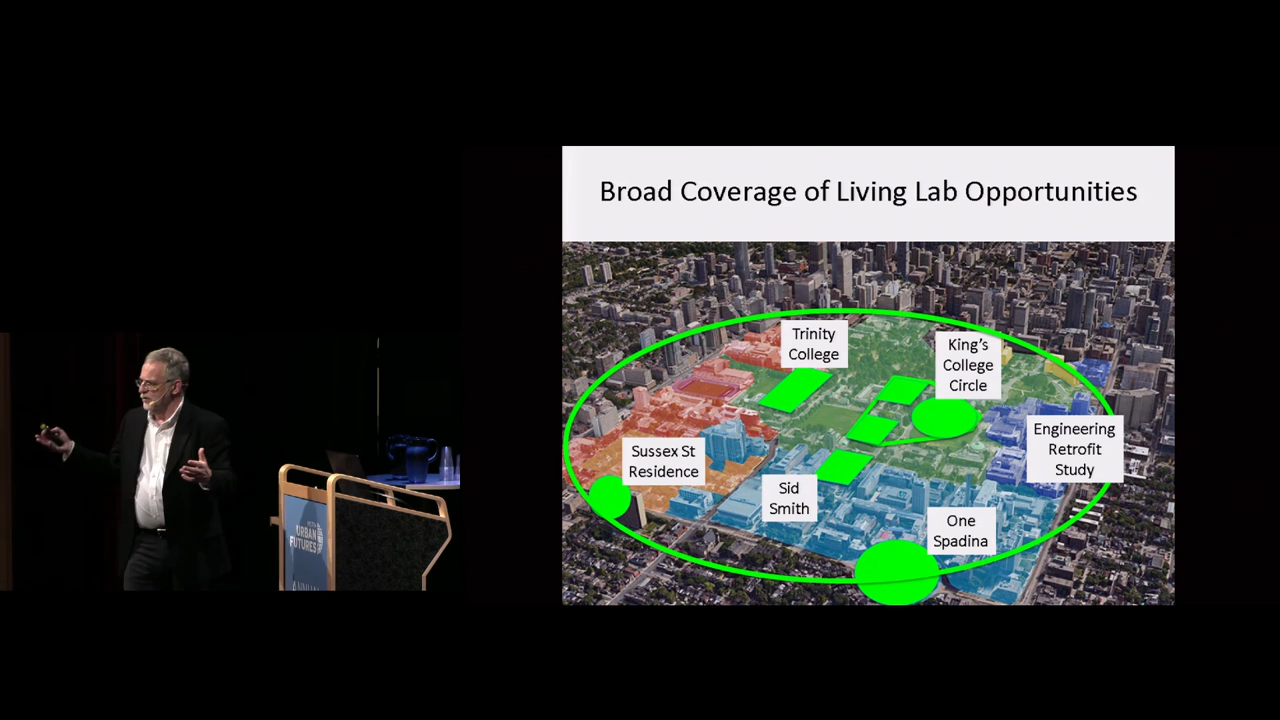 Broad Coverage of Living Lab Opportunities
Trinity
College
King's
College
Circle
Engineering
Retrofit
Study
Sussex St
Residence
Sid
Smith
One
Spadina
URBAN
FUTURES